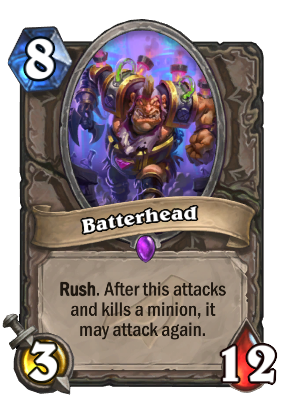 8
Batterhead
Rush. After this attacks
and kills a minion, it
may attack again.
3
12